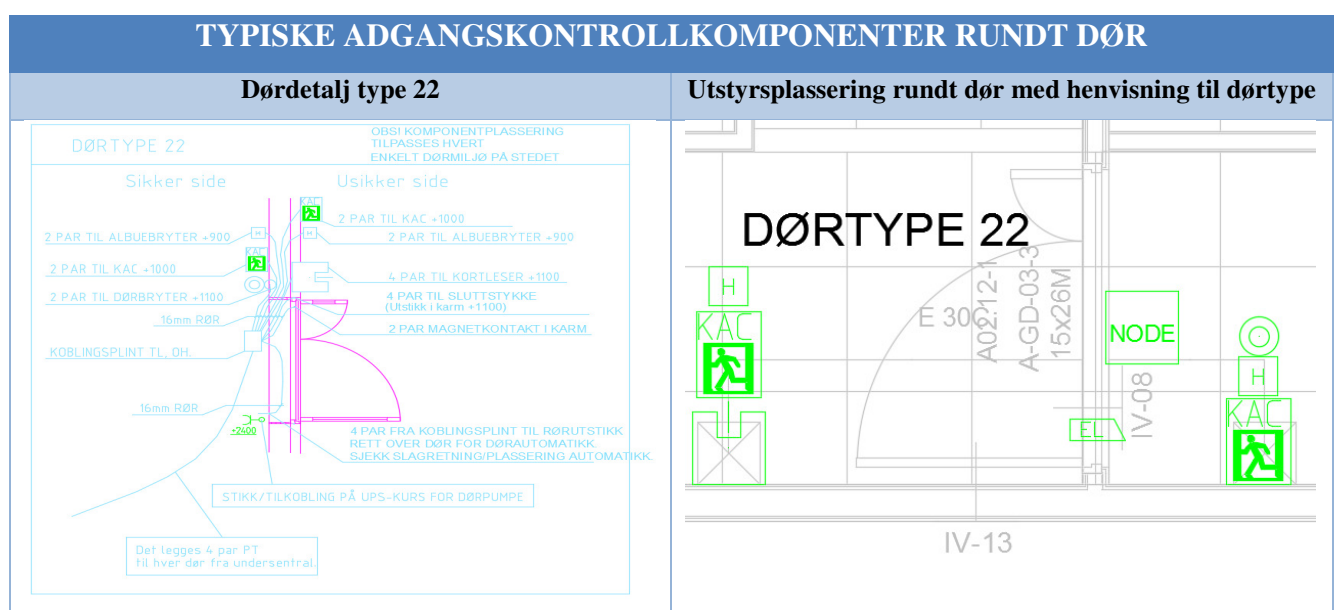 TYPISKE ADGANGSKONTROLLKOMPONENTER RUNDT DØR
Dørdetalj type 22
DØRTYPE 22
OBS! KOMPONENTPLASSERING
TILPASSES HVERT
ENKELT DØRMILJØ PÅ STEDET
Sikker side
Usikker side
KAC
2 PAR TIL KAC +1000
2 PAR TIL ALBUEBRYTER +900
H
H
2 PAR TIL ALBUEBRYTER +900
KAC
2 PAR TIL KAC +1000
4 PAR TIL KORTLESER +1100
2 PAR TIL DØRBRYTER +1100
4 PAR TIL SLUTTSTYKKE
(Utstikk i karm +1100)
16mm RØR
2 PAR MAGNETKONTAKT I KARM
KOBLINGSPLINT TL, OH.
16mm RØR
+2400
4 PAR FRA KOBLINGSPLINT TIL RØRUTSTIKK
RETT OVER DØR FOR DØRAUTOMATIKK.
SJEKK SLAGRETNING/PLASSERING AUTOMATIKK.
STIKK/TILKOBLING PÅ UPS-KURS FOR DØRPUMPE
Det legges 4 par PT
til hver dør fra undersentral.
Utstyrsplassering rundt dør med henvisning til dørtype
DØRTYPE 22
H
KAC
E 30C
A02.12-1
A-GD-03-3
15x26M
NODE
H
KAC
EL
IV-08
IV-13